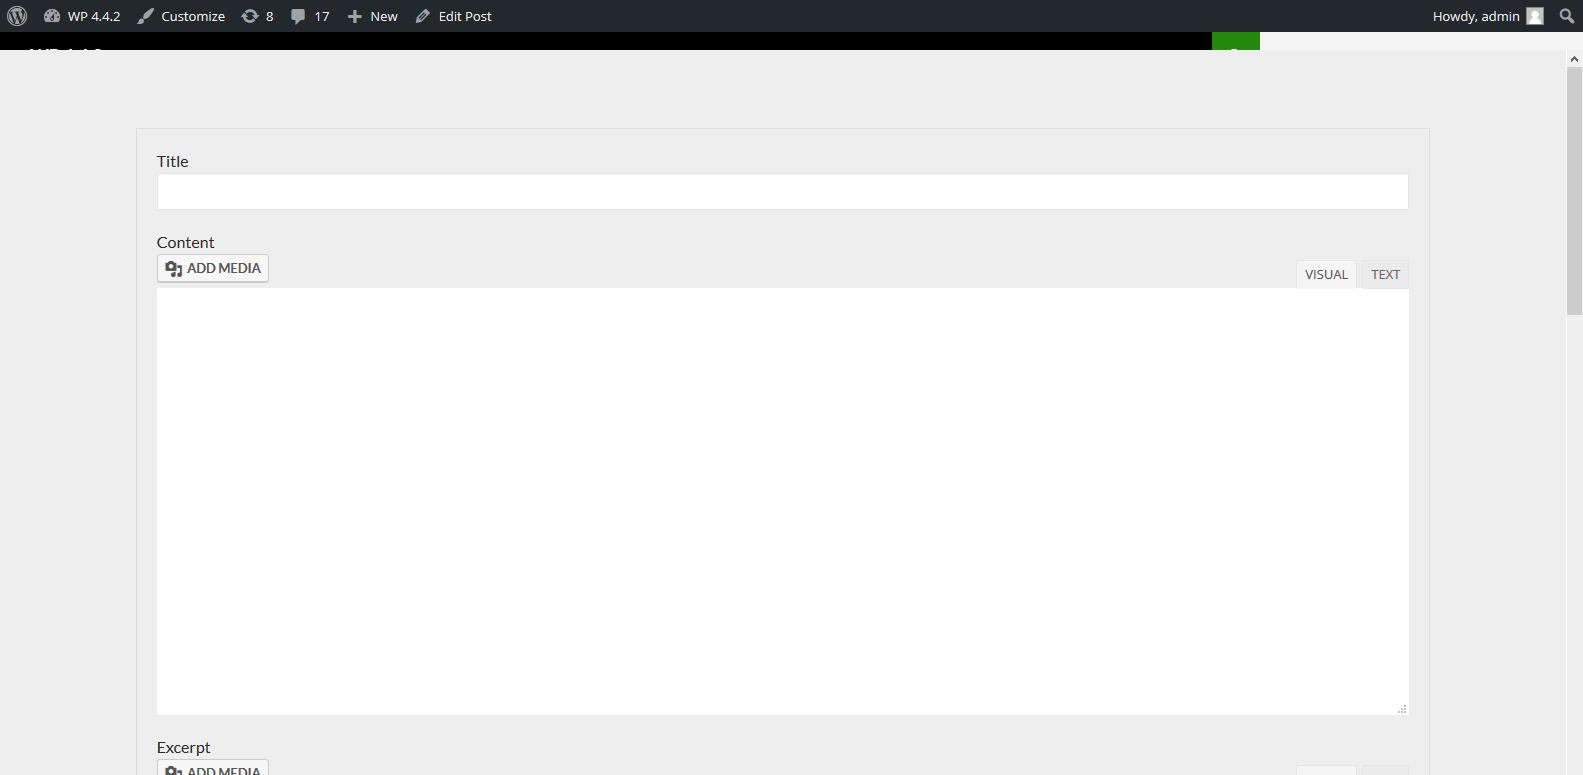 WP 4.4.2 Customize 8 17 New Edit Post Howdy, admin
Title
Content
ADD MEDIA
VISUAL TEXT
Excerpt
ADD MEDIA